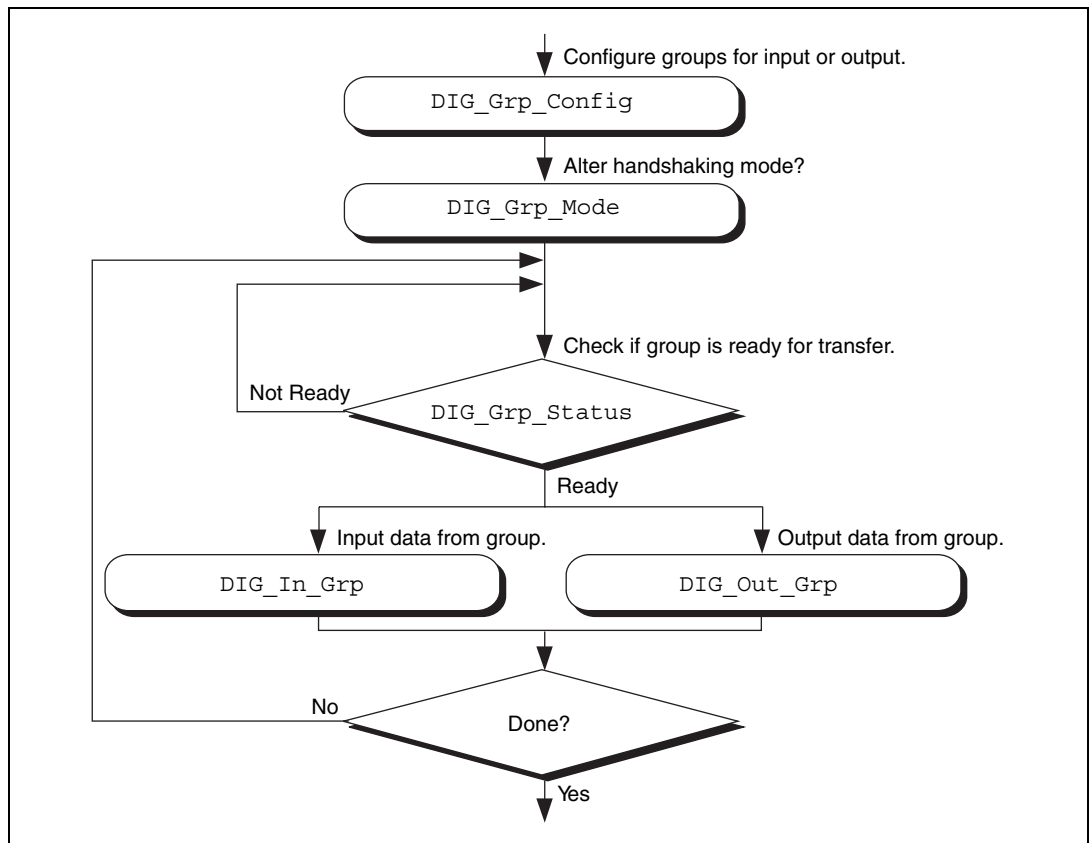 Configure groups for input or output.
DIG_Grp_Config
Alter handshaking mode?
DIG_Grp_Mode
Check if group is ready for transfer.
Not Ready
DIG_Grp_Status
Ready
Input data from group.
Output data from group.
DIG_In_Grp
DIG_Out_Grp
No
Done?
Yes